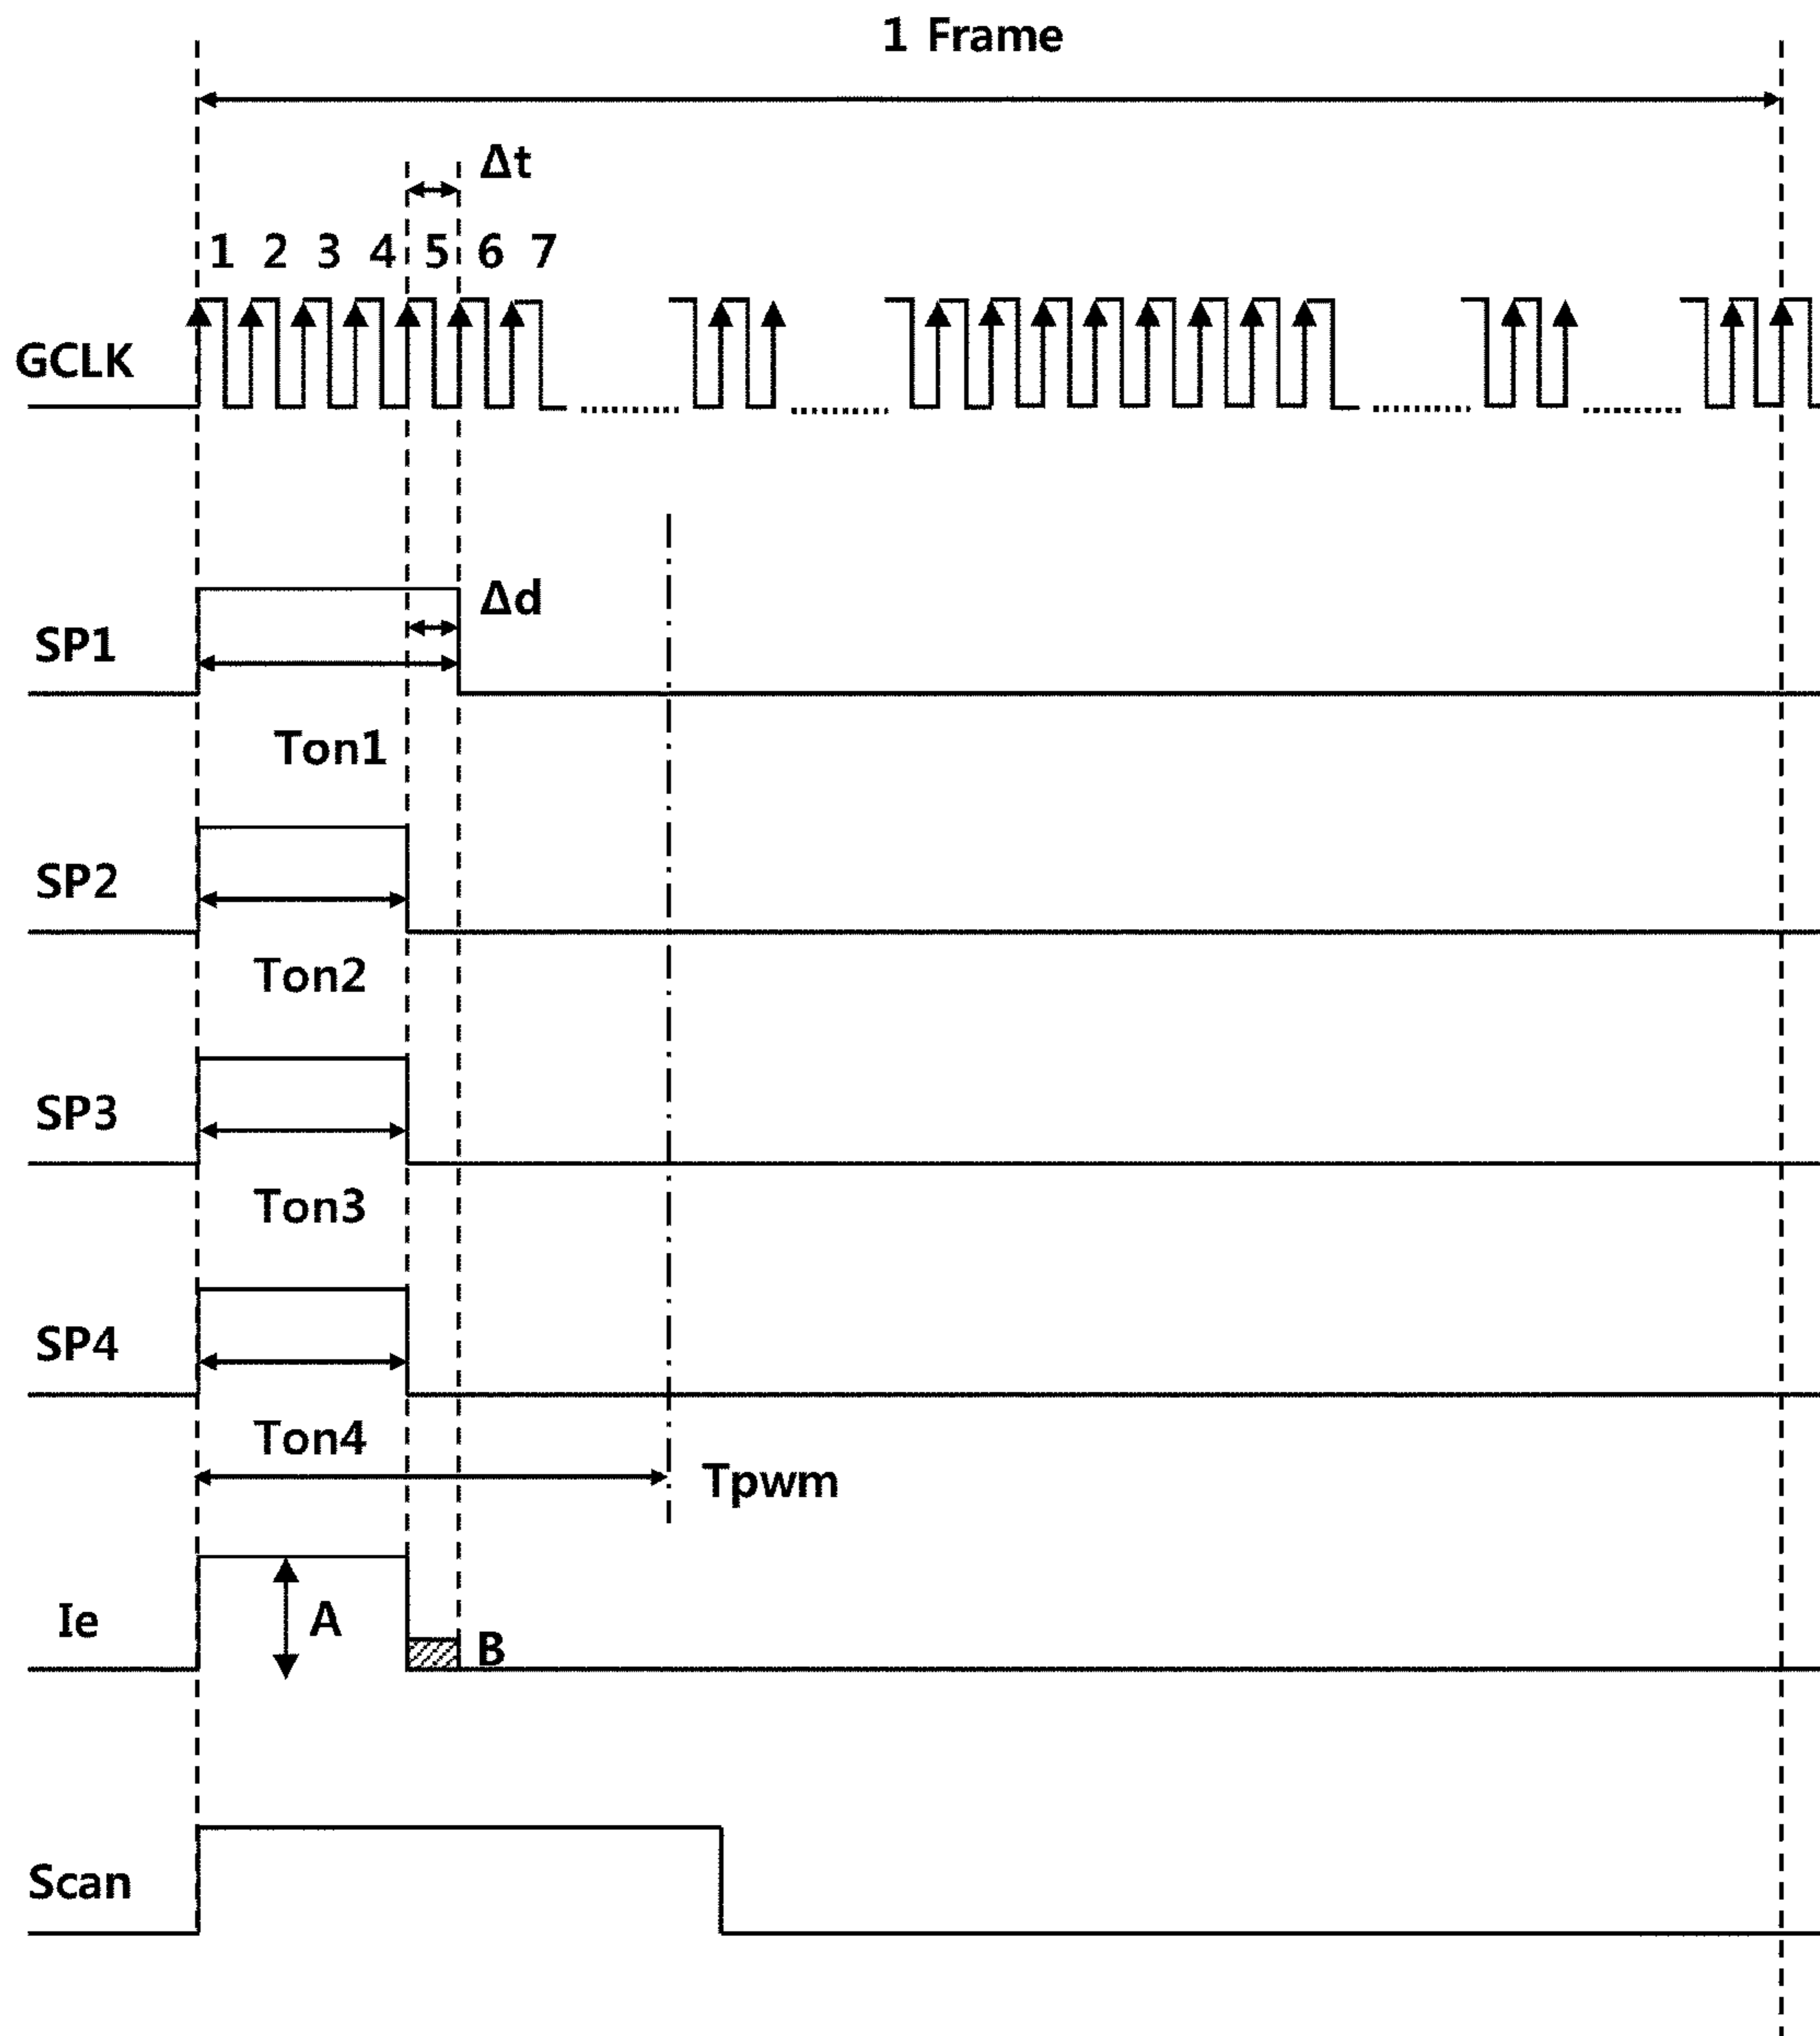 1 Frame
Δt
1 2 3 4 5 6 7
GCLK
Δd
SP1
Ton1
SP2
Ton2
SP3
Ton3
SP4
Ton4
Tpwm
Ie
A
B
Scan